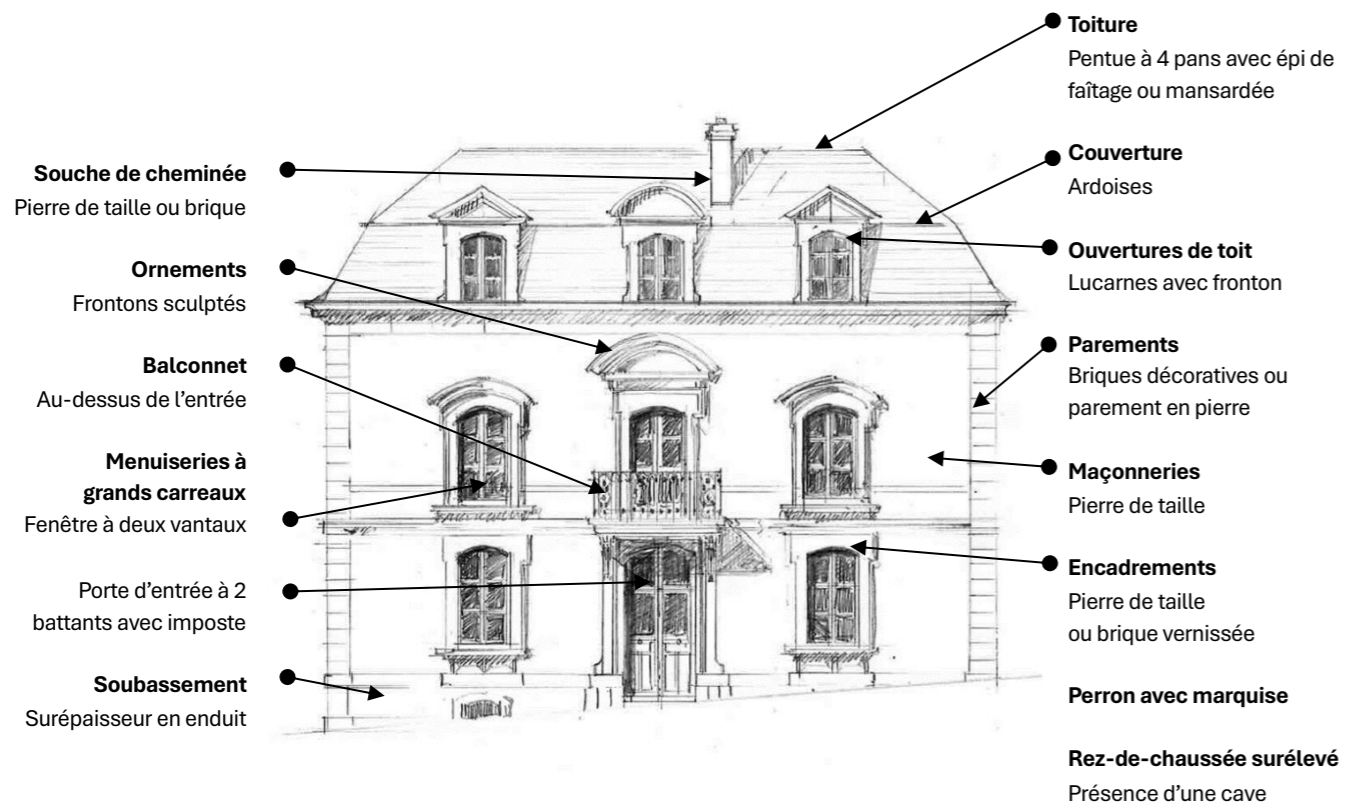 Souche de cheminée
Pierre de taille ou brique
Ornements
Frontons sculptés
Balconnet
Au-dessus de l’entrée
Menuiseries à
grands carreaux
Fenêtre à deux vantaux
Porte d’entrée à 2
battants avec imposte
Soubassement
Surépaisseur en enduit
Toiture
Pentue à 4 pans avec épi de
faîtage ou mansardée
Couverture
Ardoises
Ouvertures de toit
Lucarnes avec fronton
Parements
Briques décoratives ou
parement en pierre
Maçonneries
Pierre de taille
Encadrements
Pierre de taille
ou brique vernissée
Perron avec marquise
Rez-de-chaussée surélevé
Présence d’une cave